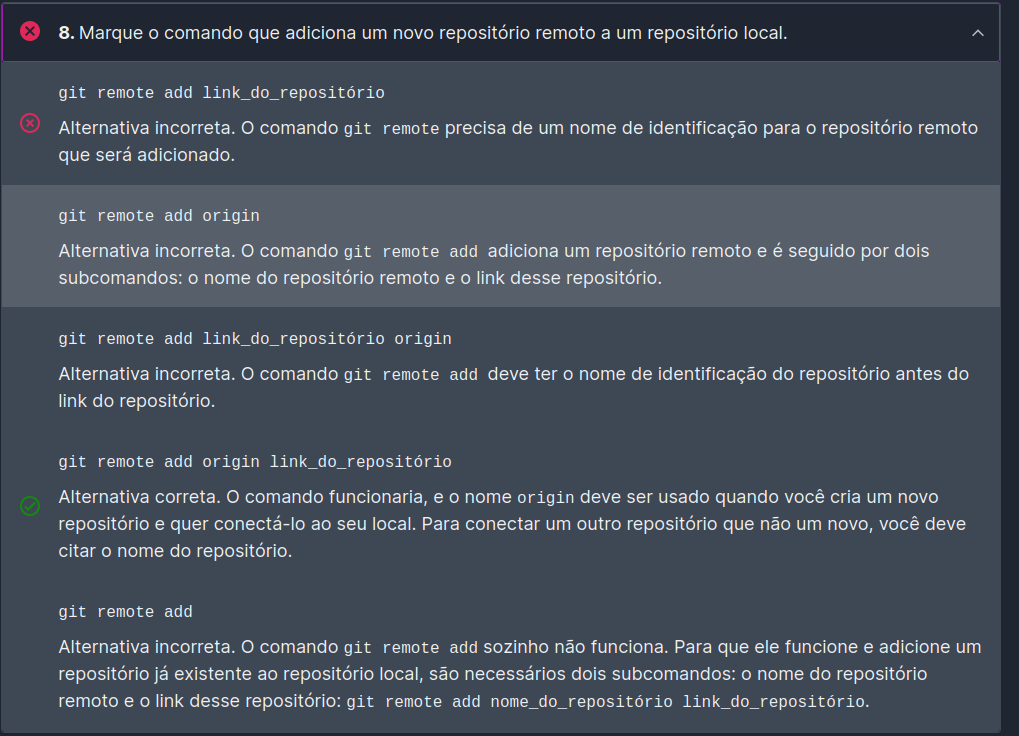 8. Marque o comando que adiciona um novo repositório remoto a um repositório local.
git remote add link_do_repositório
Alternativa incorreta. O comando git remote precisa de um nome de identificação para o repositório remoto
que será adicionado.
git remote add origin
Alternativa incorreta. O comando git remote add adiciona um repositório remoto e é seguido por dois
subcomandos: o nome do repositório remoto e o link desse repositório.
git remote add link_do_repositório origin
Alternativa incorreta. O comando git remote add deve ter o nome de identificação do repositório antes do
link do repositório.
git remote add origin link_do_repositório
Alternativa correta. O comando funcionaria, e o nome origin deve ser usado quando você cria um novo
repositório e quer conectá-lo ao seu local. Para conectar um outro repositório que não um novo, você deve
citar o nome do repositório.
git remote add
Alternativa incorreta. O comando git remote add sozinho não funciona. Para que ele funcione e adicione um
repositório já existente ao repositório local, são necessários dois subcomandos: o nome do repositório
remoto e o link desse repositório: git remote add nome_do_repositório link_do_repositório.